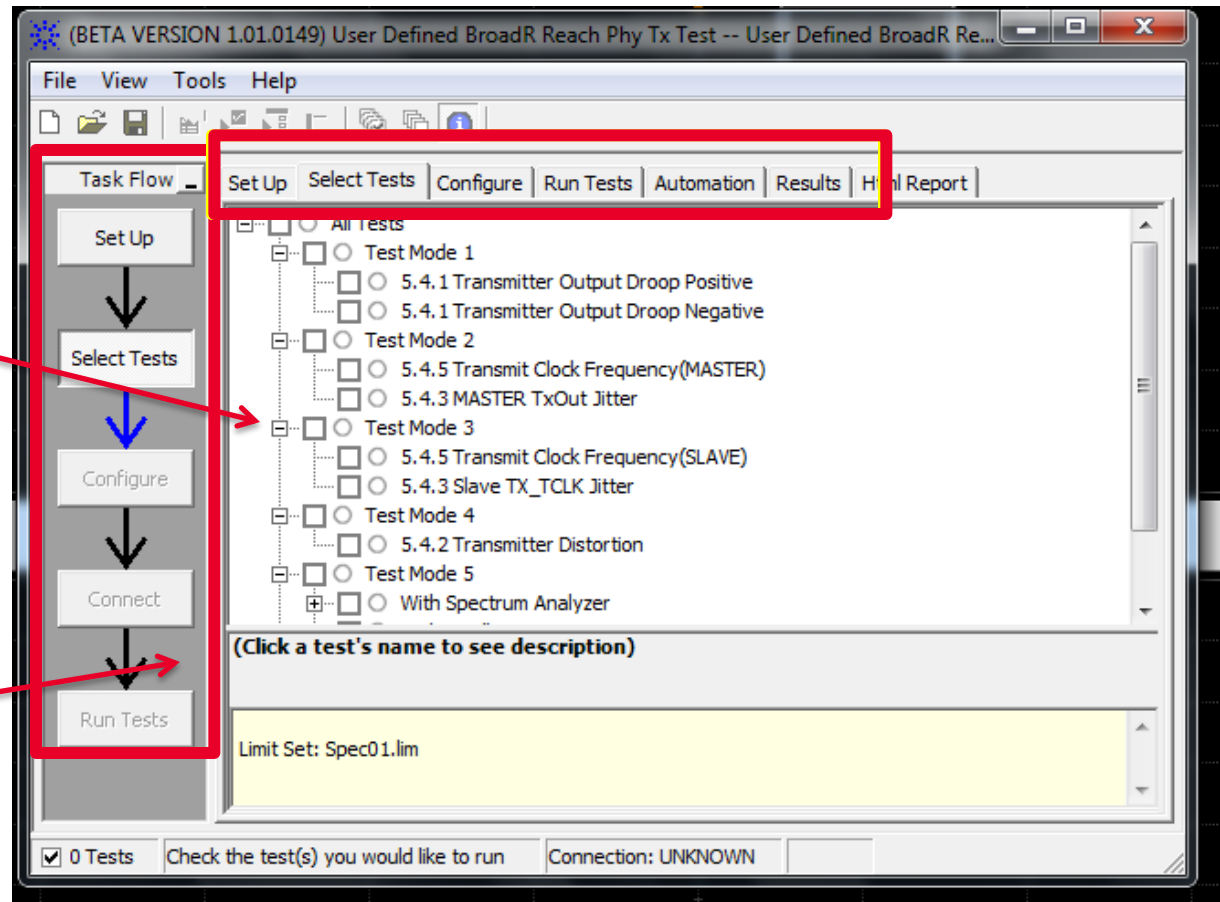 (BETA VERSION 1.01.0149) User Defined BroadR Reach Phy Tx Test -- User Defined BroadR Re...
File View Tools Help
Task Flow
Set Up
Select Tests
Configure
Connect
Run Tests
Set Up Select Tests Configure Run Tests Automation Results Html Report
All Tests
Test Mode 1
5.4.1 Transmitter Output Droop Positive
5.4.1 Transmitter Output Droop Negative
Test Mode 2
5.4.5 Transmit Clock Frequency(MASTER)
5.4.3 MASTER TxOut Jitter
Test Mode 3
5.4.5 Transmit Clock Frequency(SLAVE)
5.4.3 Slave TX_TCLK Jitter
Test Mode 4
5.4.2 Transmitter Distortion
Test Mode 5
With Spectrum Analyzer
(Click a test's name to see description)
Limit Set: Spec01.lim
0 Tests Check the test(s) you would like to run Connection: UNKNOWN